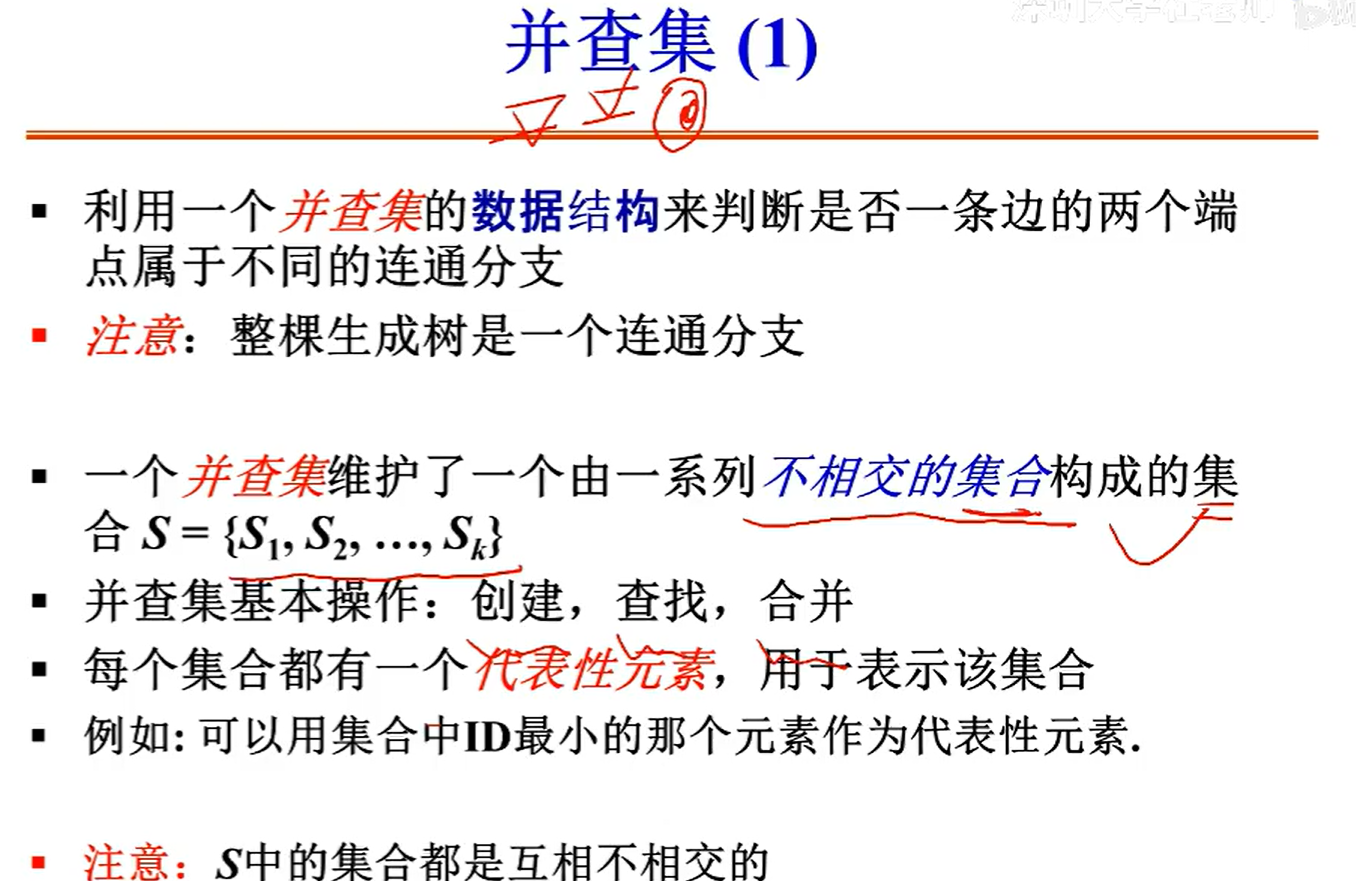 并查集 (1)
利用一个并查集的数据结构来判断是否一条边的两个端
点属于不同的连通分支
注意：整棵生成树是一个连通分支
一个并查集维护了一个由一系列不相交的集合构成的集
合 S = {S1, S2, …, Sk}
并查集基本操作：创建，查找，合并
每个集合都有一个代表性元素，用于表示该集合
例如: 可以用集合中ID最小的那个元素作为代表性元素.
注意：S中的集合都是互相不相交的